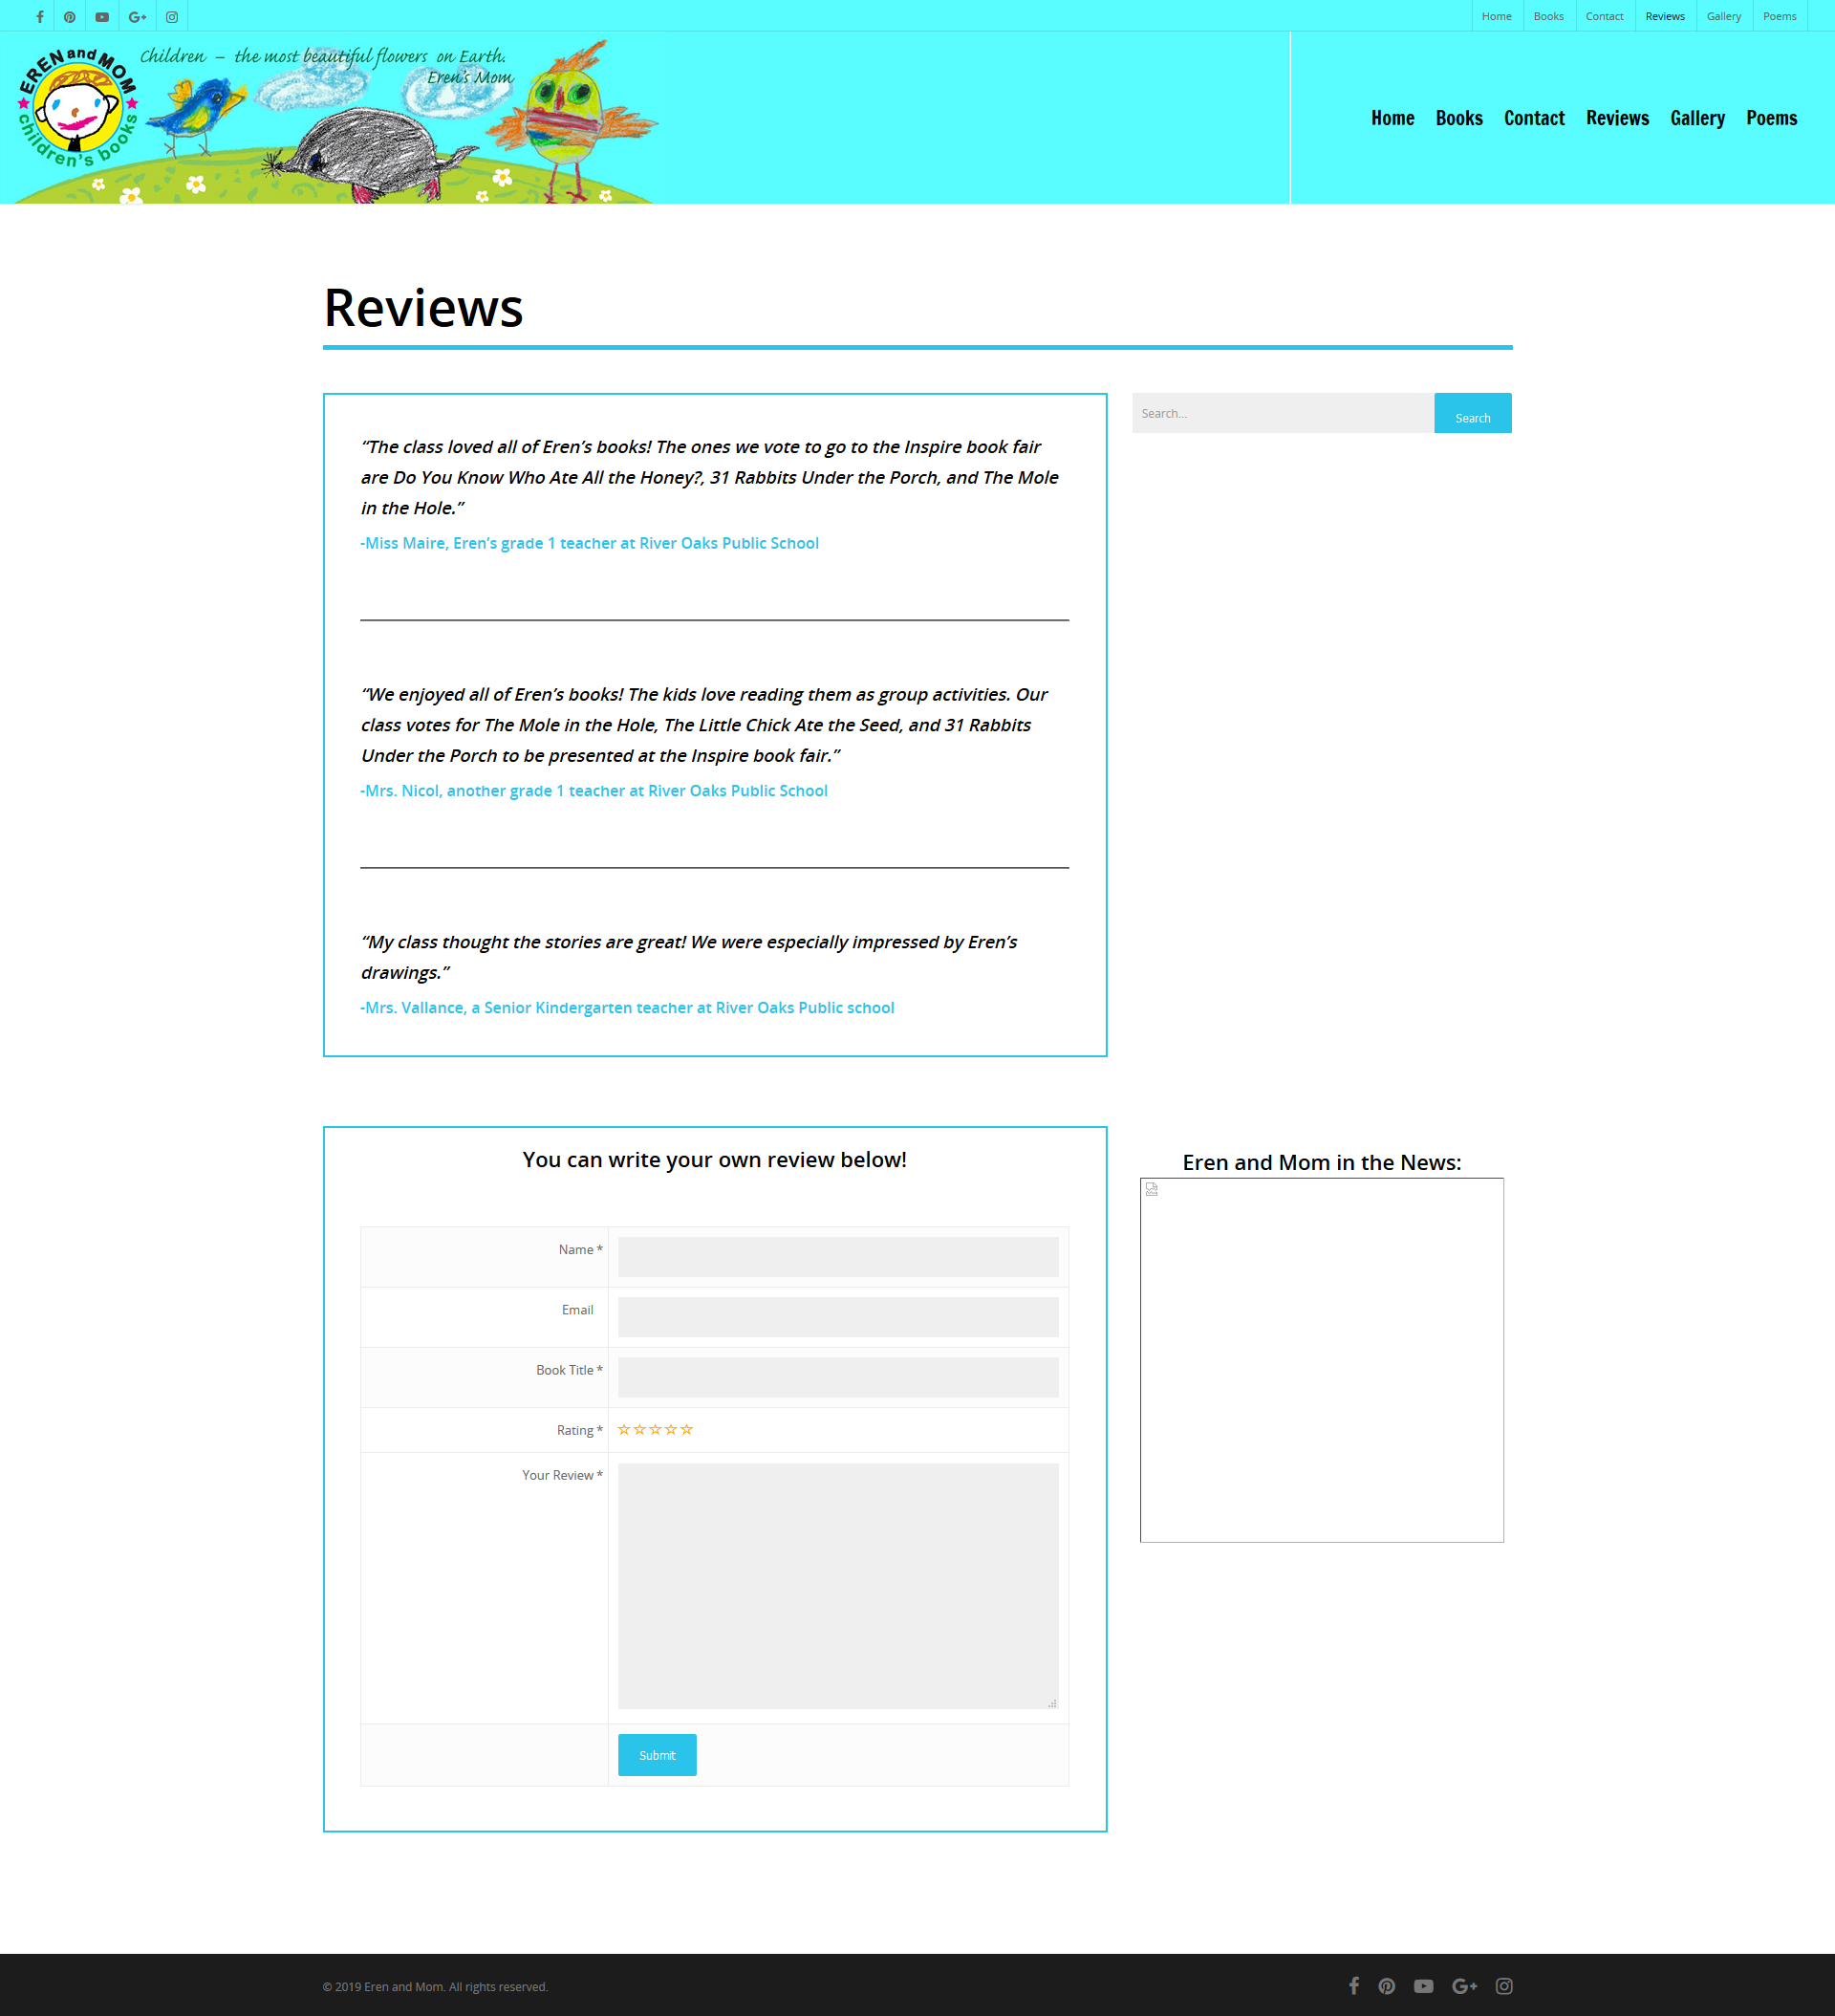 Home Books Contact Reviews Gallery Poems
EREN and MOM
children's books
Children – the most beautiful flowers on Earth.
Eren's Mom
Home Books Contact Reviews Gallery Poems
Reviews
Search...
Search
“The class loved all of Eren’s books! The ones we vote to go to the Inspire book fair
are Do You Know Who Ate All the Honey?, 31 Rabbits Under the Porch, and The Mole
in the Hole.”
-Miss Maire, Eren’s grade 1 teacher at River Oaks Public School
“We enjoyed all of Eren’s books! The kids love reading them as group activities. Our
class votes for The Mole in the Hole, The Little Chick Ate the Seed, and 31 Rabbits
Under the Porch to be presented at the Inspire book fair.”
-Mrs. Nicol, another grade 1 teacher at River Oaks Public School
“My class thought the stories are great! We were especially impressed by Eren’s
drawings.”
-Mrs. Vallance, a Senior Kindergarten teacher at River Oaks Public school
You can write your own review below!
Name *
Email
Book Title *
Rating *
Your Review *
Submit
Eren and Mom in the News:
© 2019 Eren and Mom. All rights reserved.